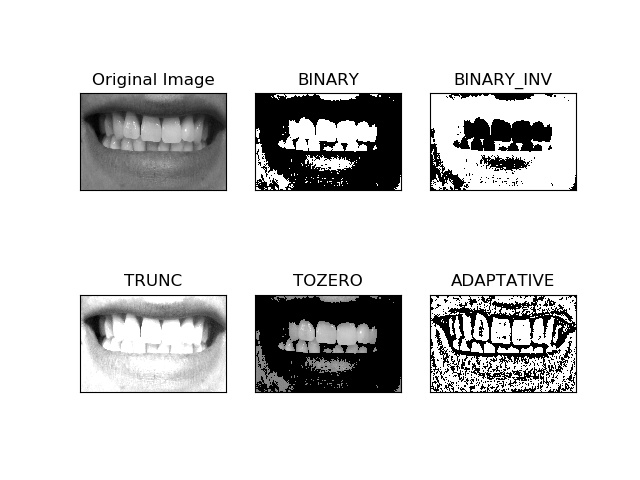 Original Image
BINARY
BINARY_INV
TRUNC
TOZERO
ADAPTATIVE